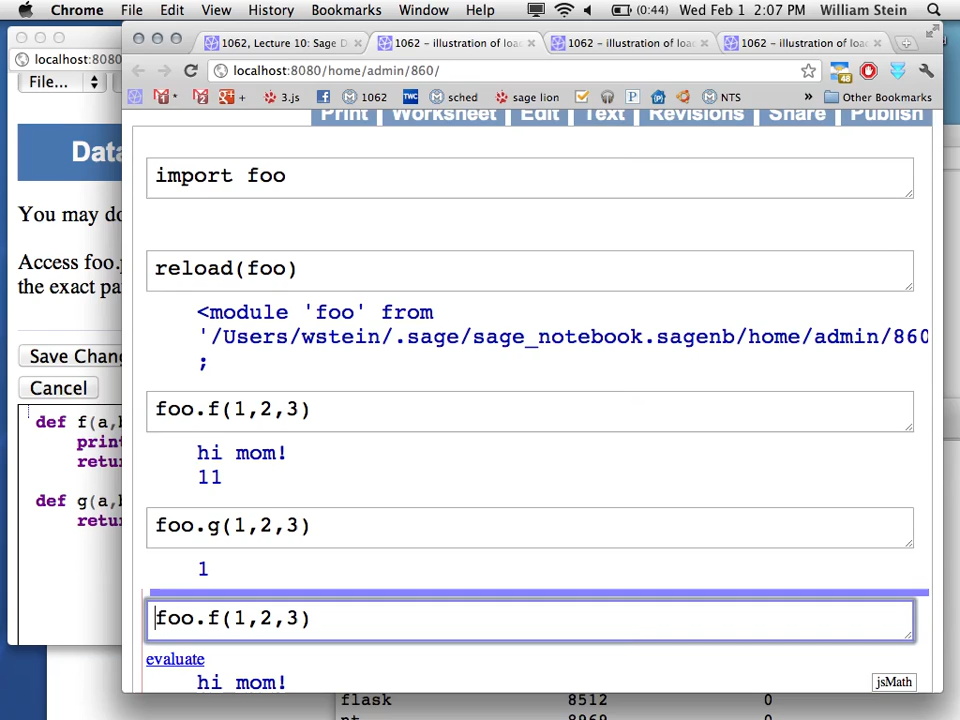 Chrome File Edit View History Bookmarks Window Help (0:44) Wed Feb 1 2:07 PM William Stein
1062, Lecture 10: Sage D
1062 – illustration of loa
1062 – illustration of loa
1062 – illustration of loa
localhost:8080
localhost:8080/home/admin/860/
File...
3.js 1062 sched sage lion NTS » Other Bookmarks
Print Worksheet Edit Text Revisions Share Publish
Data
You may do
Access foo.
the exact pa
Save Chang
Cancel
def f(a,
print
retur
def g(a,
retur
import foo
reload(foo)
<module 'foo' from
'/Users/wstein/.sage/sage_notebook.sagenb/home/admin/860
;
foo.f(1,2,3)
hi mom!
11
foo.g(1,2,3)
1
foo.f(1,2,3)
evaluate
hi mom!
jsMath
flask 8512 0